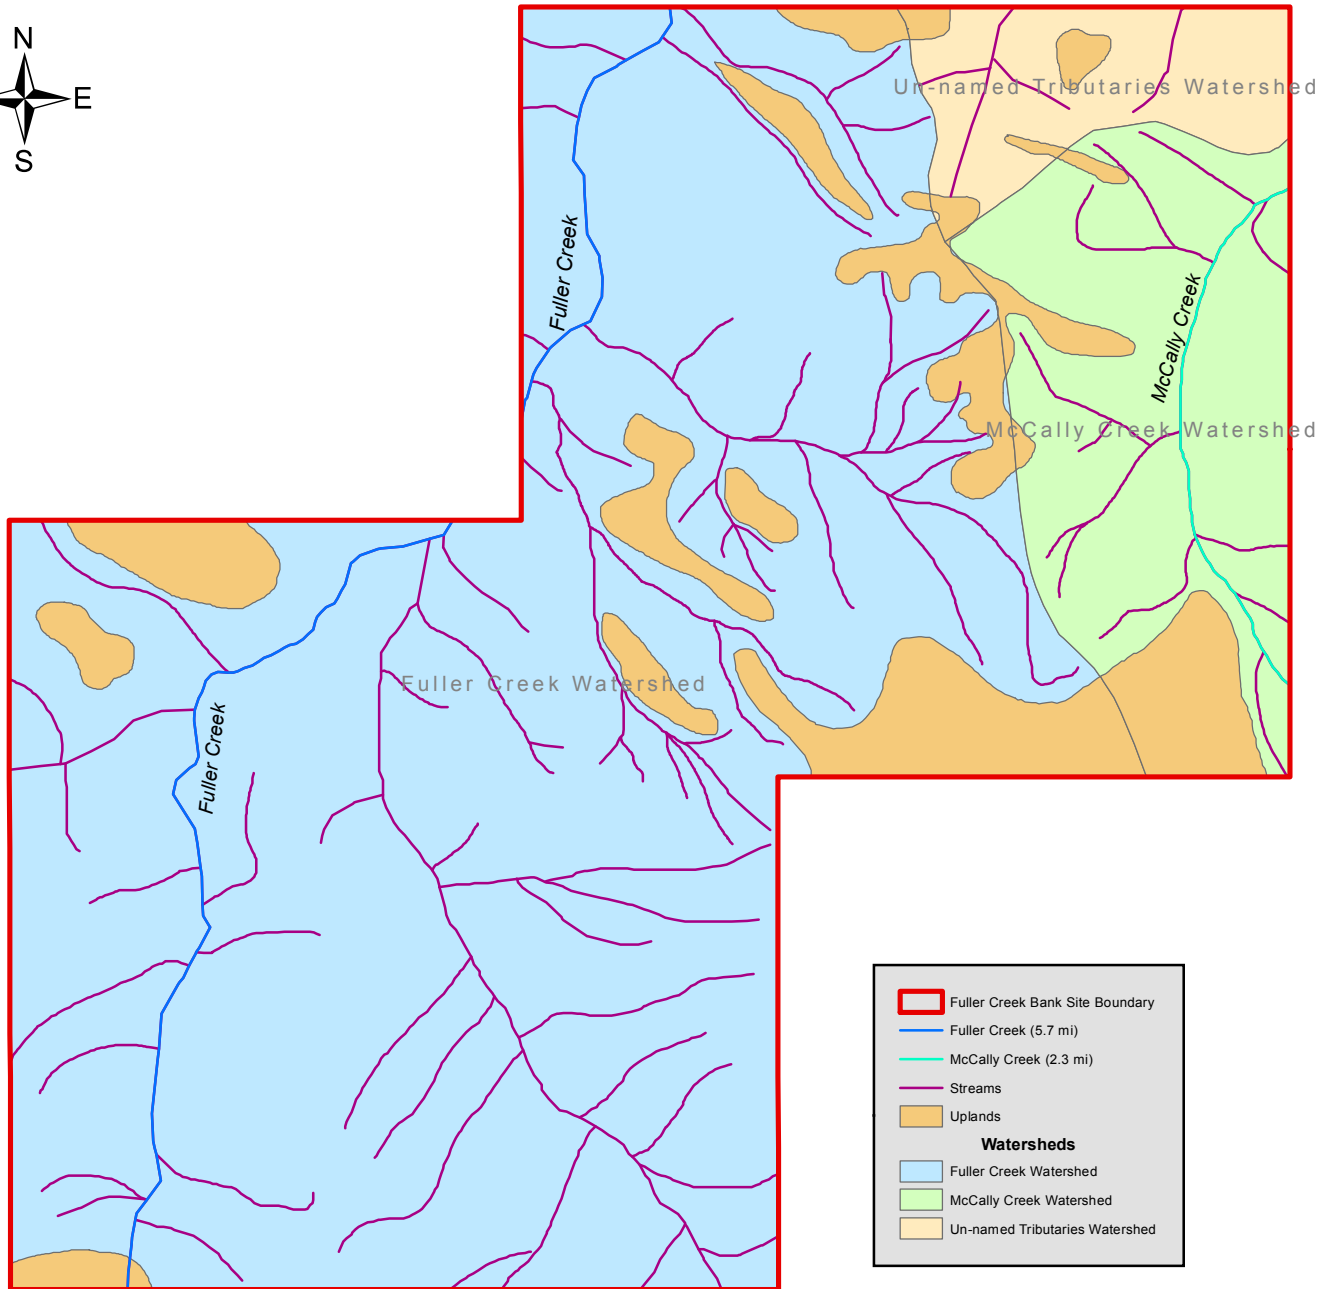 N
E
S
Un-named Tributaries Watershed
Fuller Creek
McCally Creek
McCally Creek Watershed
Fuller Creek Watershed
Fuller Creek
Fuller Creek Bank Site Boundary
Fuller Creek (5.7 mi)
McCally Creek (2.3 mi)
Streams
Uplands
Watersheds
Fuller Creek Watershed
McCally Creek Watershed
Un-named Tributaries Watershed